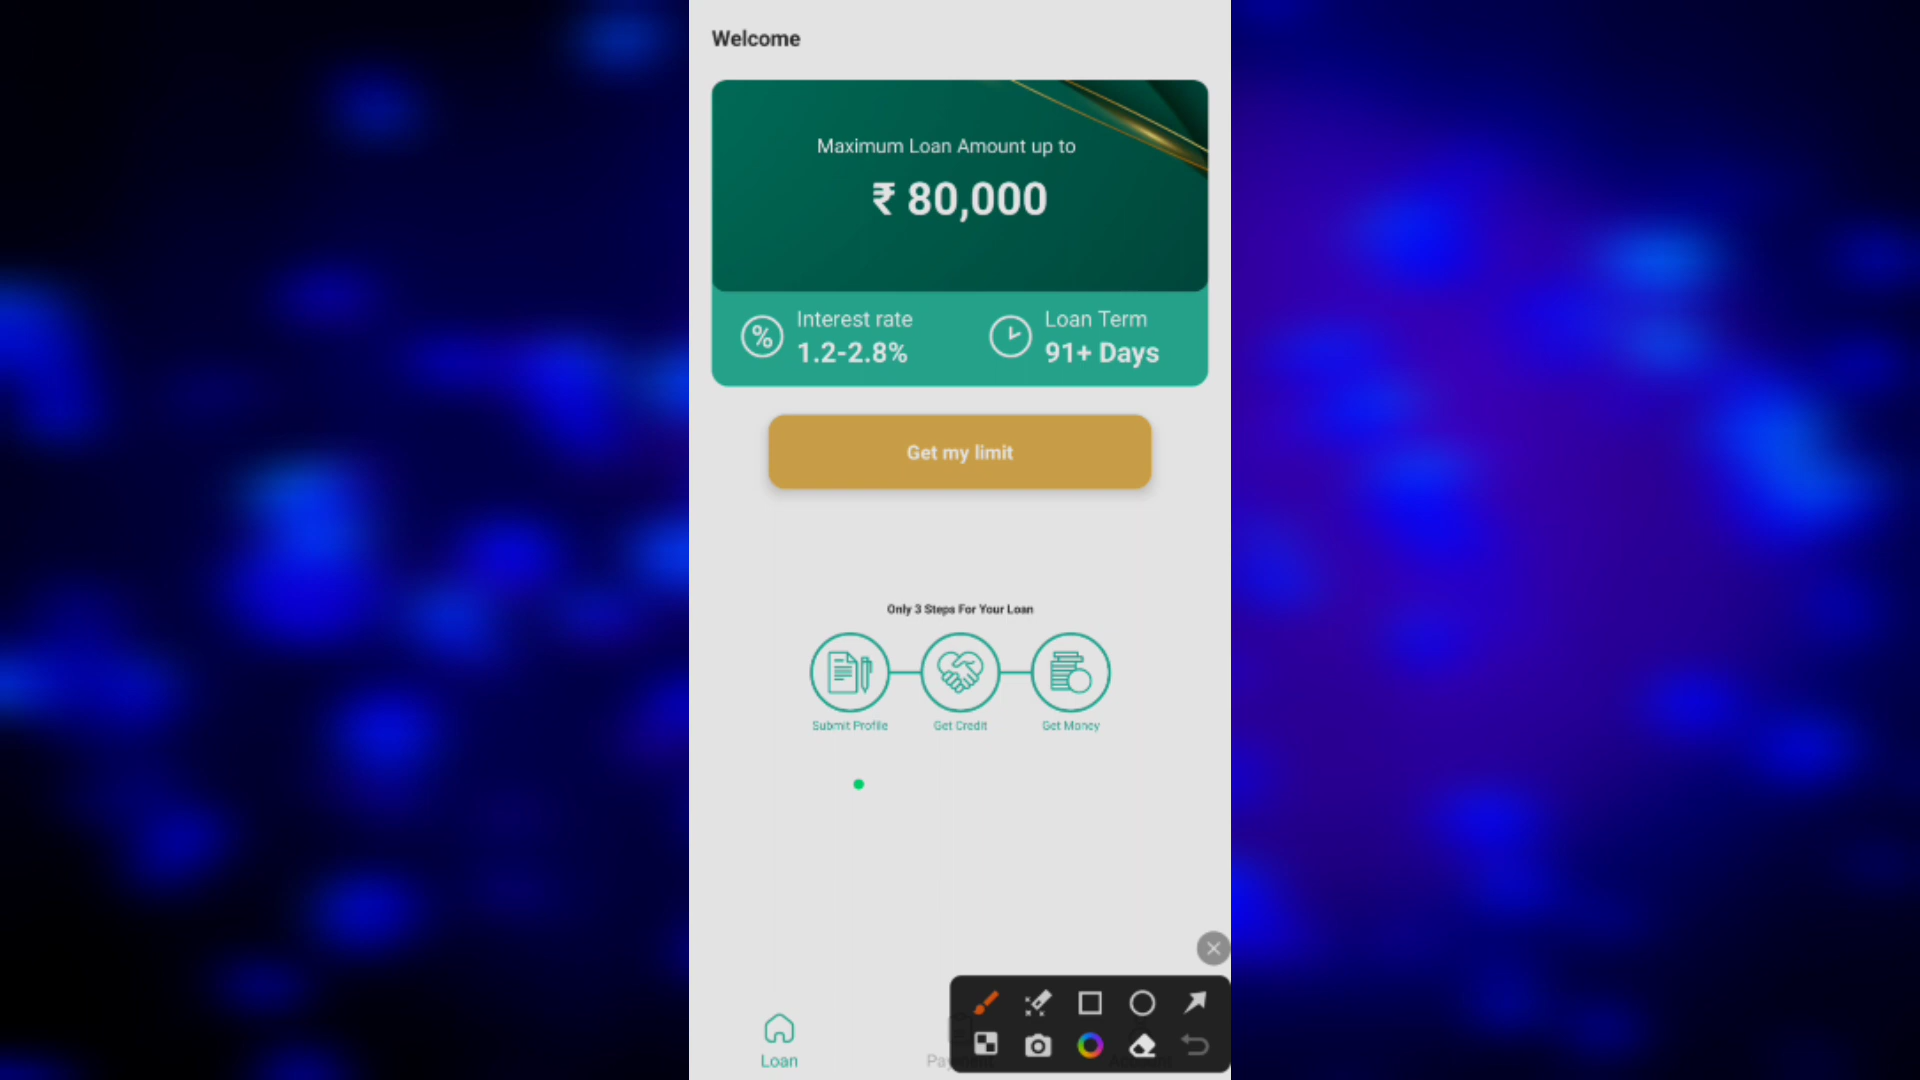 Welcome
Maximum Loan Amount up to
₹ 80,000
Interest rate
1.2-2.8%
Loan Term
91+ Days
Get my limit
Only 3 Steps For Your Loan
Submit Profile
Get Credit
Get Money
Loan